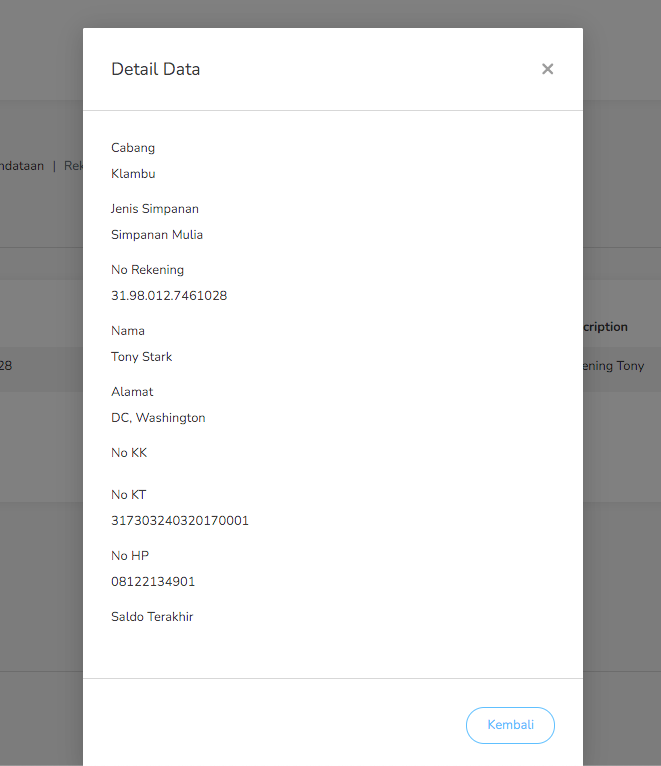 Detail Data
×
ndataan | Rek
Cabang
Klambu
Jenis Simpanan
Simpanan Mulia
No Rekening
31.98.012.7461028
cription
Nama
Tony Stark
28
ening Tony
Alamat
DC, Washington
No KK
No KT
317303240320170001
No HP
08122134901
Saldo Terakhir
Kembali